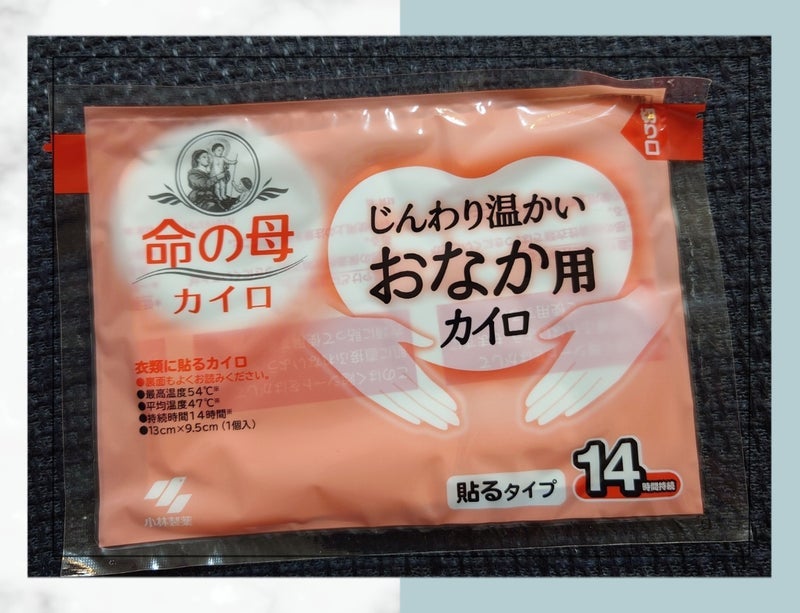 命の母
カイロ
じんわり温かい
おなか用
カイロ
衣類に貼るカイロ
●裏面もよくお読みください。
●最高温度54℃※
●平均温度47℃※
●持続時間14時間※
●13cm×9.5cm(1個入)
小林製薬
貼るタイプ
14
時間持続